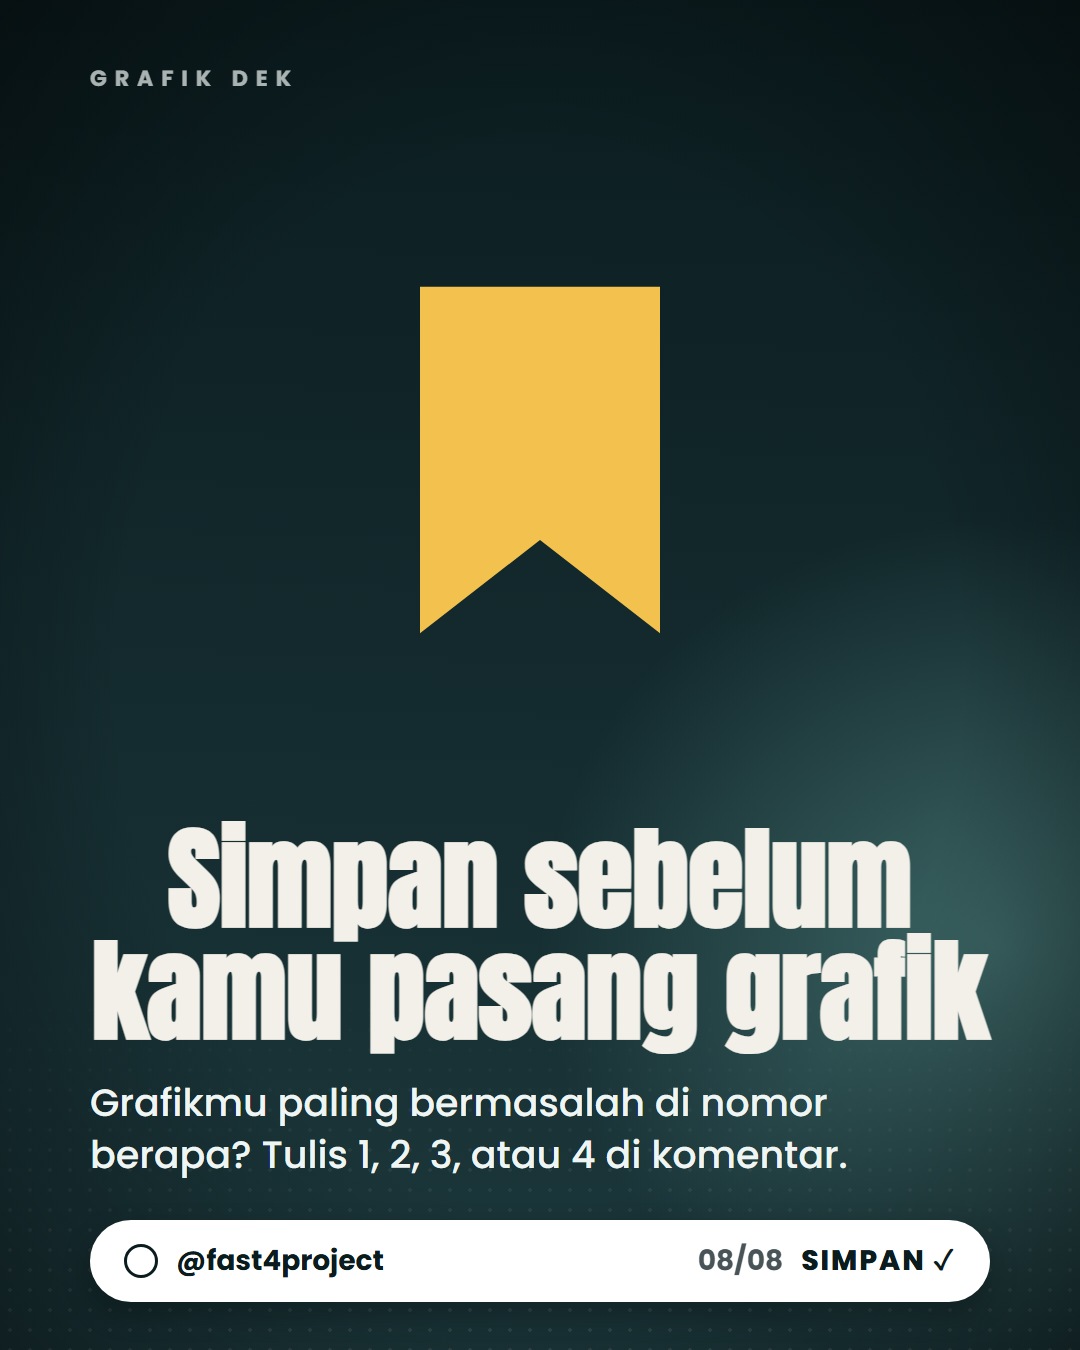 GRAFIK DEK
Simpan sebelum
kamu pasang grafik
Grafikmu paling bermasalah di nomor
berapa? Tulis 1, 2, 3, atau 4 di komentar.
@fast4project 08/08 SIMPAN ✓